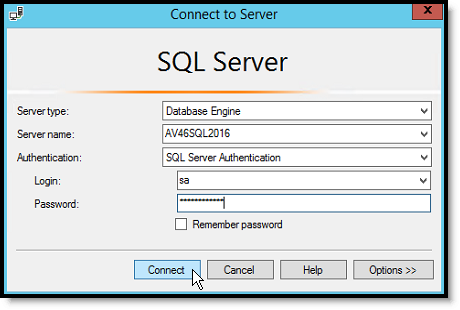 Connect to Server
x
SQL Server
Server type: Database Engine
Server name: AV46SQL2016
Authentication: SQL Server Authentication
Login: sa
Password: ************
Remember password
Connect Cancel Help Options >>